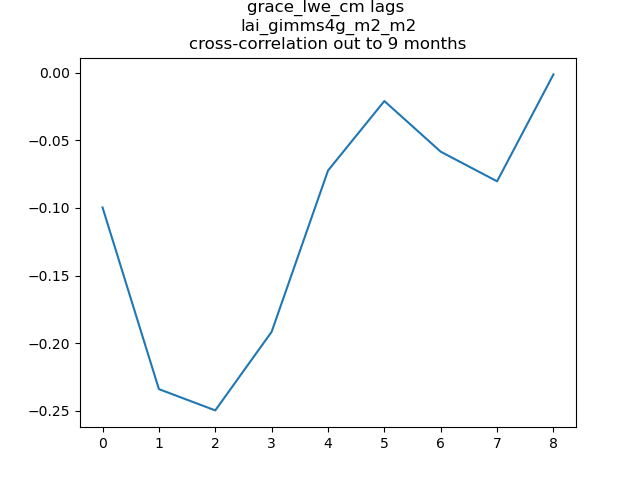 grace_lwe_cm lags
lai_gimms4g_m2_m2
cross-correlation out to 9 months
0.00
−0.05
−0.10
−0.15
−0.20
−0.25
0 1 2 3 4 5 6 7 8